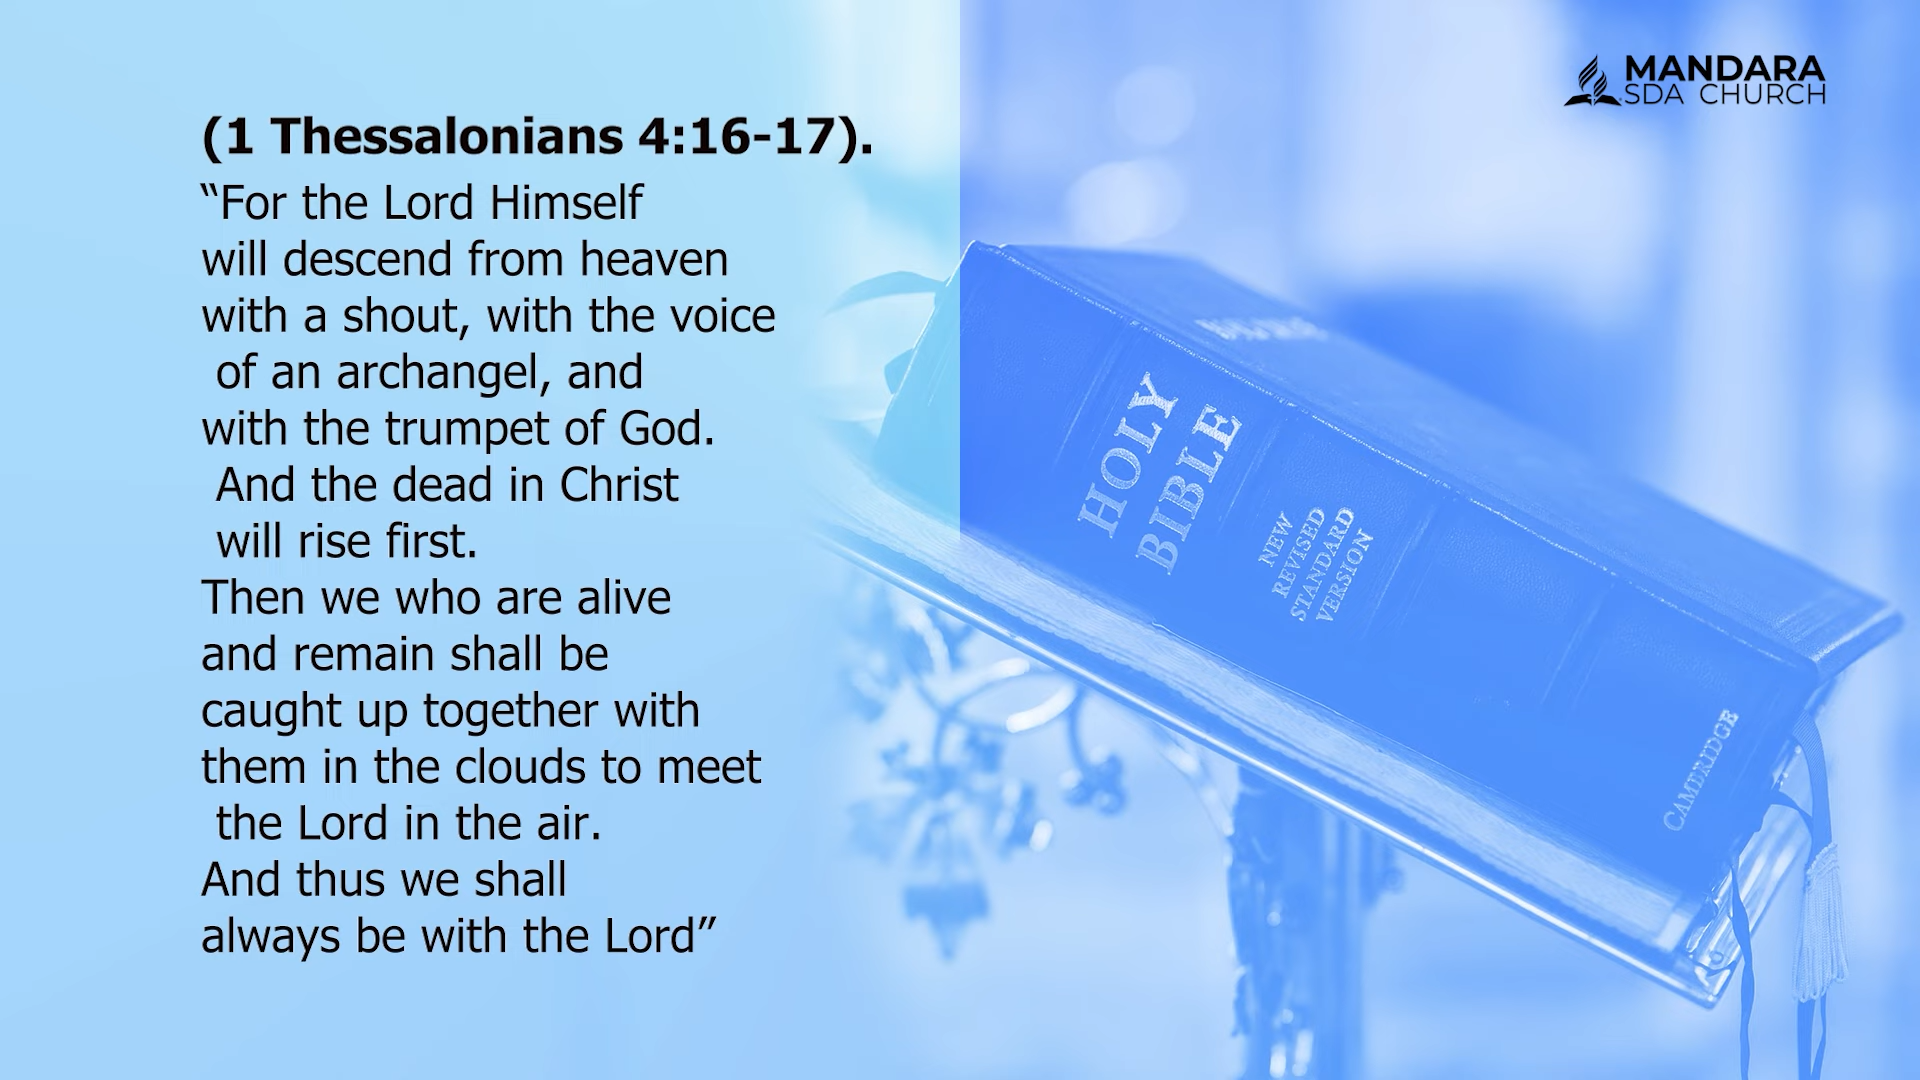 MANDARA
SDA CHURCH
(1 Thessalonians 4:16-17).
“For the Lord Himself
will descend from heaven
with a shout, with the voice
of an archangel, and
with the trumpet of God.
And the dead in Christ
will rise first.
Then we who are alive
and remain shall be
caught up together with
them in the clouds to meet
the Lord in the air.
And thus we shall
always be with the Lord”
HOLY
BIBLE
NEW
REVISED
STANDARD
VERSION
CAMBRIDGE